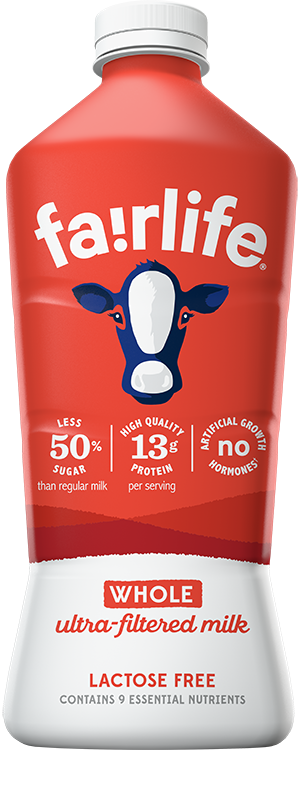 fa!rlife®
LESS
50%
SUGAR
than regular milk
HIGH QUALITY
13g
PROTEIN
per serving
ARTIFICIAL GROWTH
no
HORMONES†
WHOLE
ultra-filtered milk
LACTOSE FREE
CONTAINS 9 ESSENTIAL NUTRIENTS